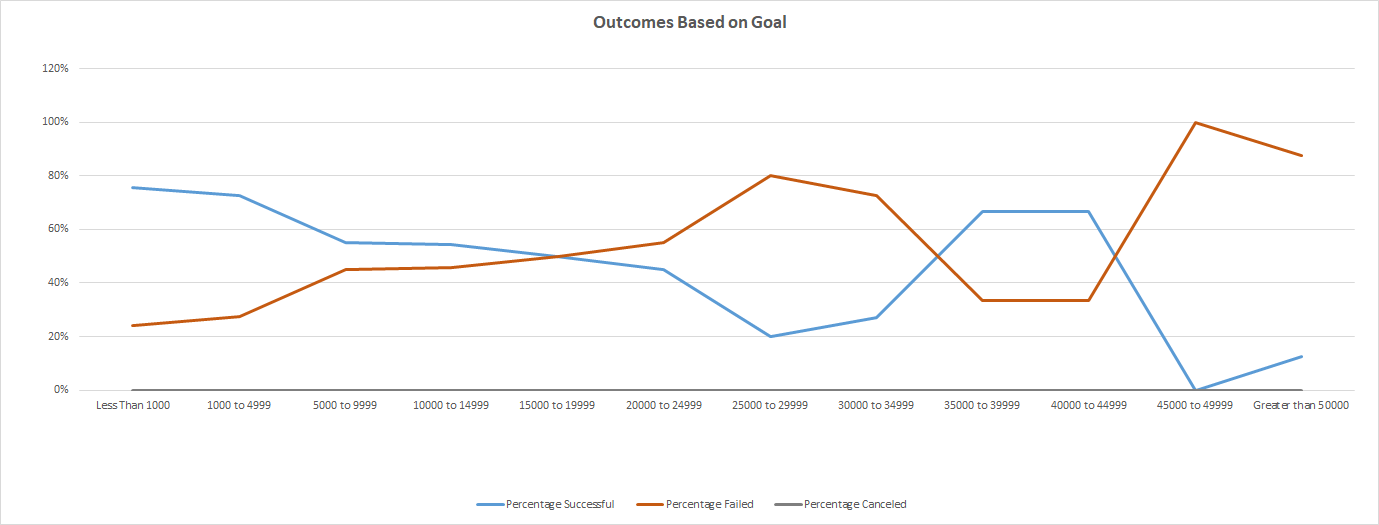 Outcomes Based on Goal
120%
100%
80%
60%
40%
20%
0%
Less Than 1000 1000 to 4999 5000 to 9999 10000 to 14999 15000 to 19999 20000 to 24999 25000 to 29999 30000 to 34999 35000 to 39999 40000 to 44999 45000 to 49999 Greater than 50000
Percentage Successful Percentage Failed Percentage Canceled